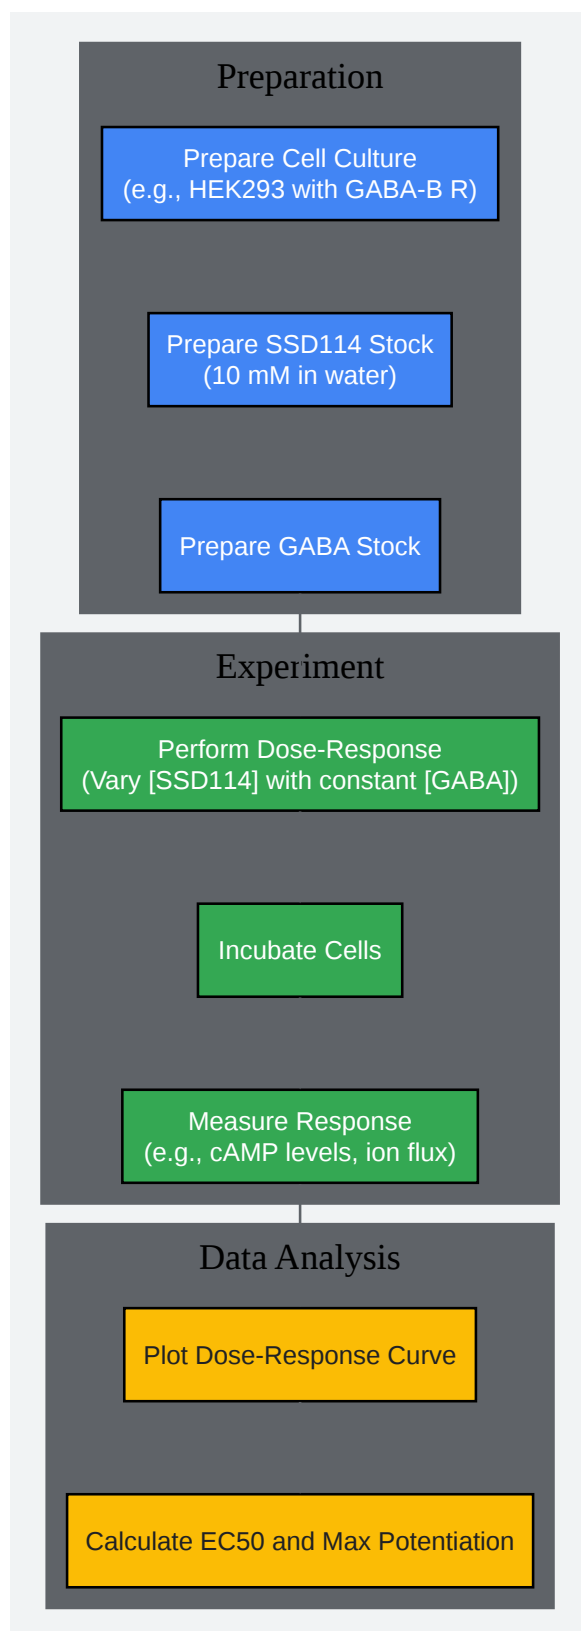 Preparation
Prepare Cell Culture
(e.g., HEK293 with GABA-B R)
Prepare SSD114 Stock
(10 mM in water)
Prepare GABA Stock
Experiment
Perform Dose-Response
(Vary [SSD114] with constant [GABA])
Incubate Cells
Measure Response
(e.g., cAMP levels, ion flux)
Data Analysis
Plot Dose-Response Curve
Calculate EC50 and Max Potentiation